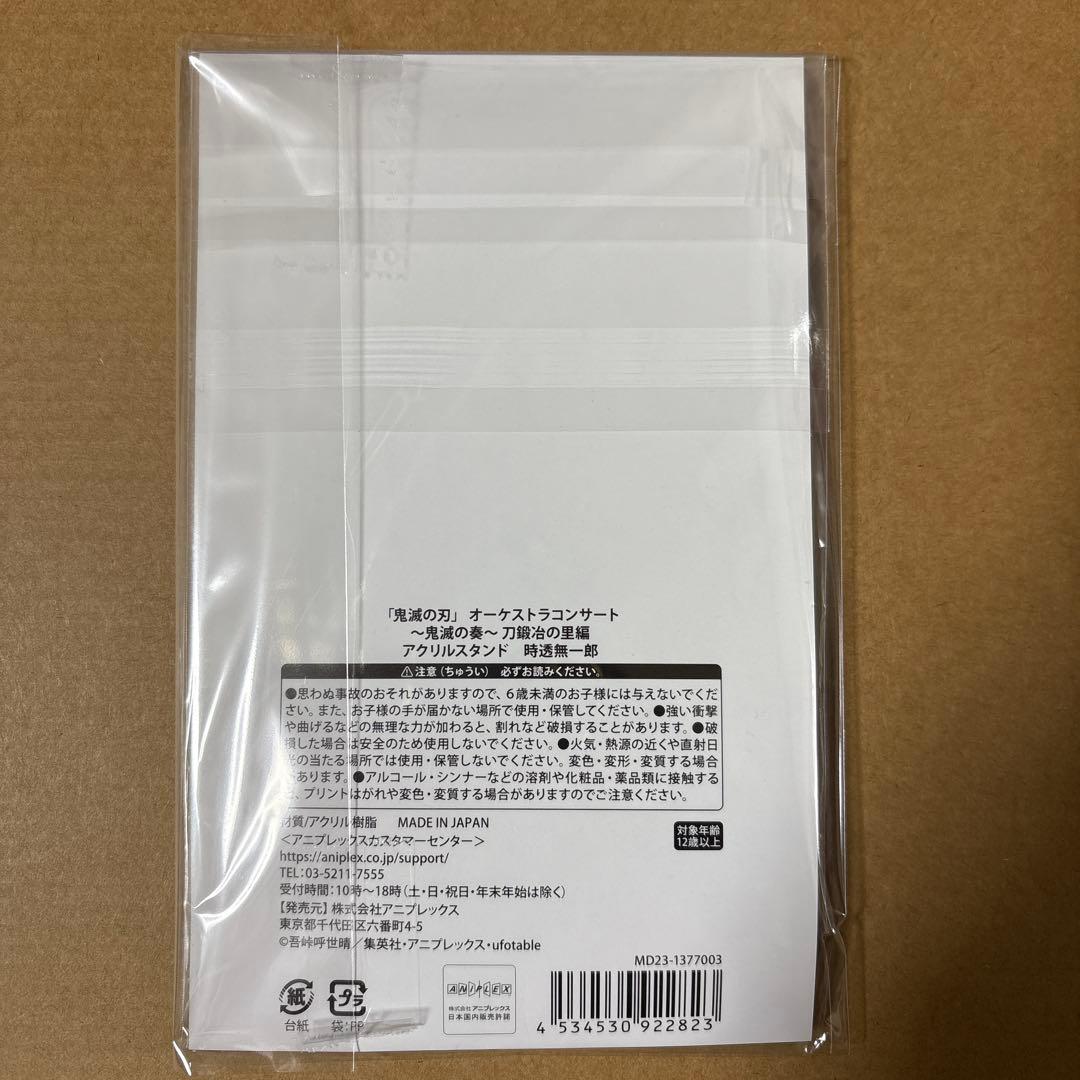 「鬼滅の刃」 オーケストラコンサート
～鬼滅の奏～ 刀鍛冶の里編
アクリルスタンド 時透無一郎
⚠注意（ちゅうい） 必ずお読みください。
●思わぬ事故のおそれがありますので、６歳未満のお子様には与えないでくだ
さい。また、お子様の手が届かない場所で使用・保管してください。●強い衝撃
や曲げるなどの無理な力が加わると、割れなど破損することがあります。●破
損した場合は安全のため使用しないでください。●火気・熱源の近くや直射日
光の当たる場所では使用・保管しないでください。変色・変形・変質する場合
があります。●アルコール・シンナーなどの溶剤や化粧品・薬品類に接触する
と、プリントはがれや変色・変質する場合がありますのでご注意ください。
材質/アクリル樹脂 MADE IN JAPAN
＜アニプレックスカスタマーセンター＞
https://aniplex.co.jp/support/
TEL：03-5211-7555
受付時間：10時～18時（土・日・祝日・年末年始は除く）
【発売元】 株式会社アニプレックス
東京都千代田区六番町4-5
©吾峠呼世晴／集英社・アニプレックス・ufotable
対象年齢
12歳以上
MD23-1377003
紙
台紙
プラ
袋：PP
ANIPLEX
株式会社 アニプレックス
日本国内販売許諾
4 534530 922823